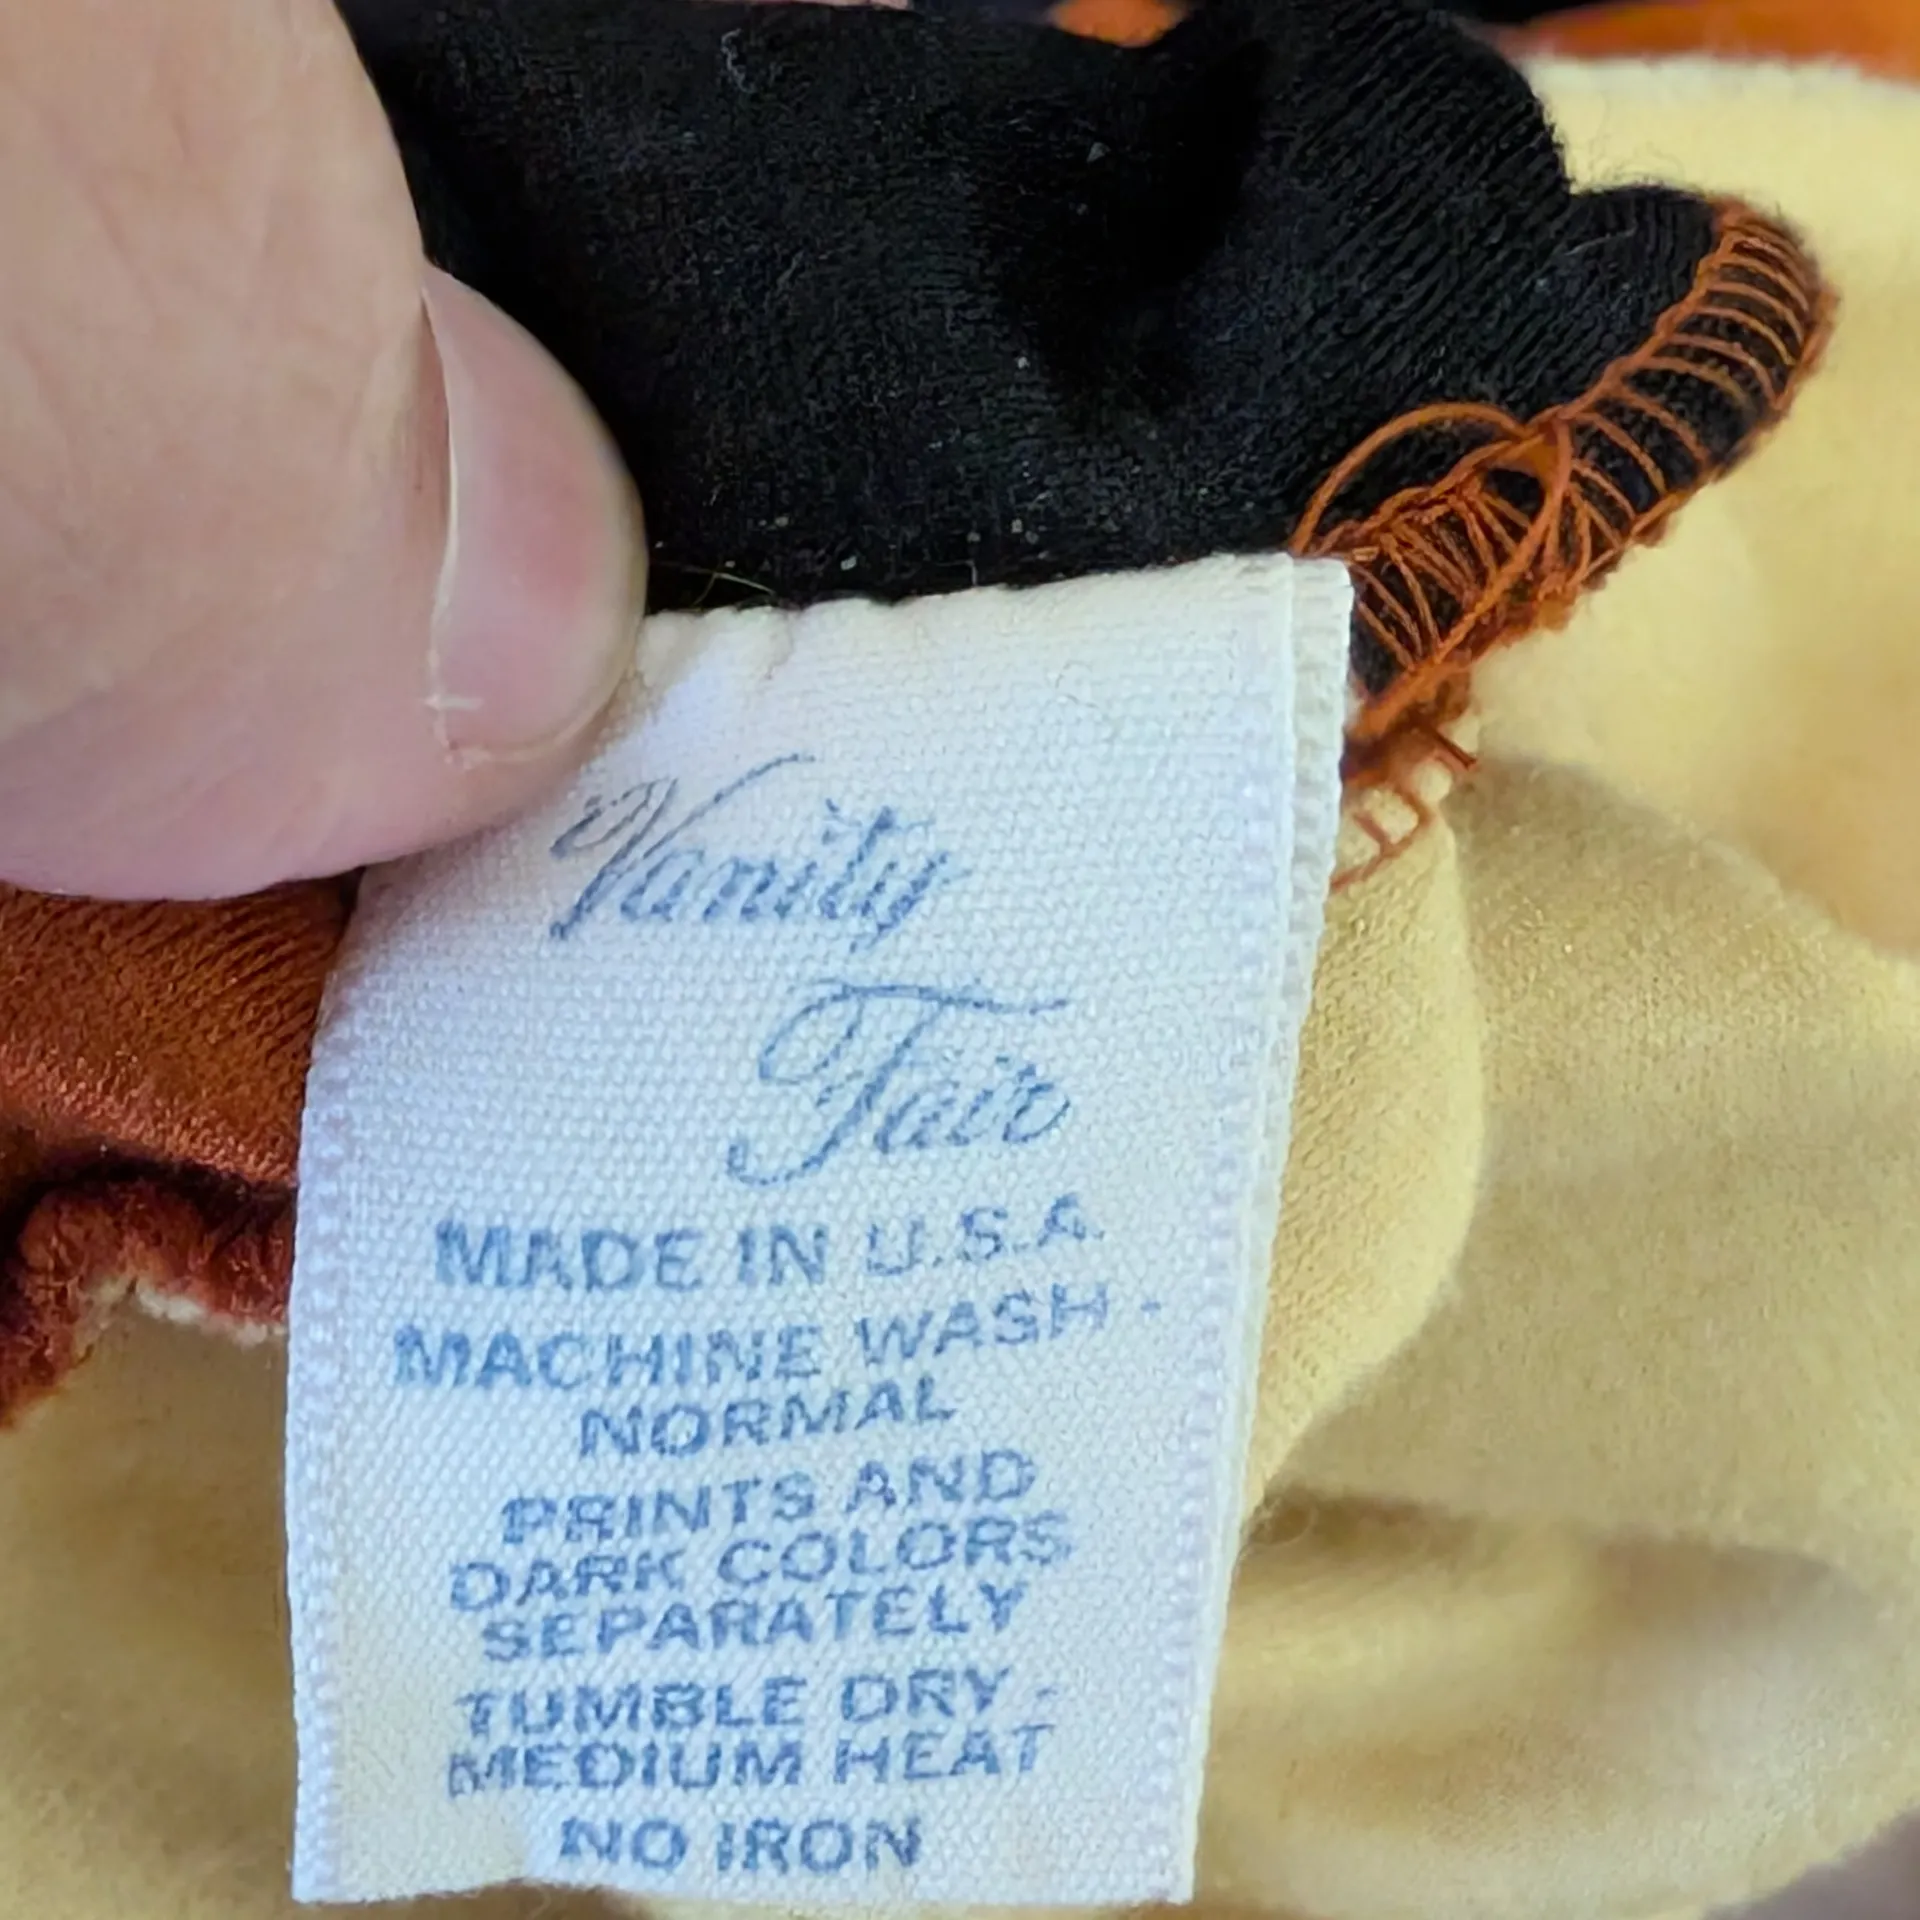 Vanity
Fair
MADE IN U.S.A.
MACHINE WASH -
NORMAL
PRINTS AND
DARK COLORS
SEPARATELY
TUMBLE DRY -
MEDIUM HEAT
NO IRON